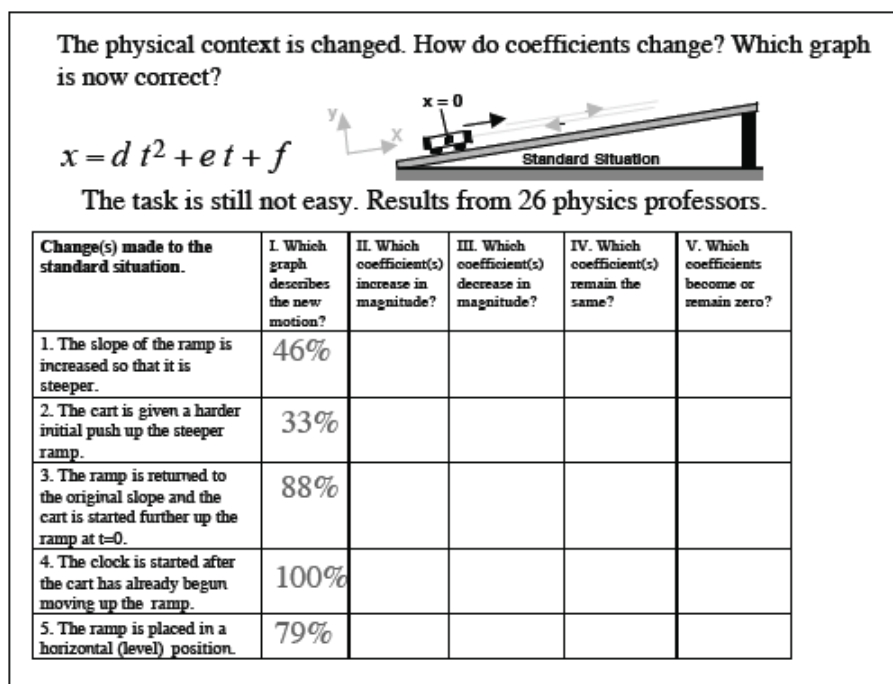 The physical context is changed. How do coefficients change? Which graph
is now correct?
x = 0
y
x
x = d t² + e t + f
Standard Situation
The task is still not easy. Results from 26 physics professors.
Change(s) made to the
standard situation.
I. Which
graph
describes
the new
motion?
II. Which
coefficient(s)
increase in
magnitude?
III. Which
coefficient(s)
decrease in
magnitude?
IV. Which
coefficient(s)
remain the
same?
V. Which
coefficients
become or
remain zero?
1. The slope of the ramp is
increased so that it is
steeper.
46%
2. The cart is given a harder
initial push up the steeper
ramp.
33%
3. The ramp is returned to
the original slope and the
cart is started further up the
ramp at t=0.
88%
4. The clock is started after
the cart has already begun
moving up the ramp.
100%
5. The ramp is placed in a
horizontal (level) position.
79%